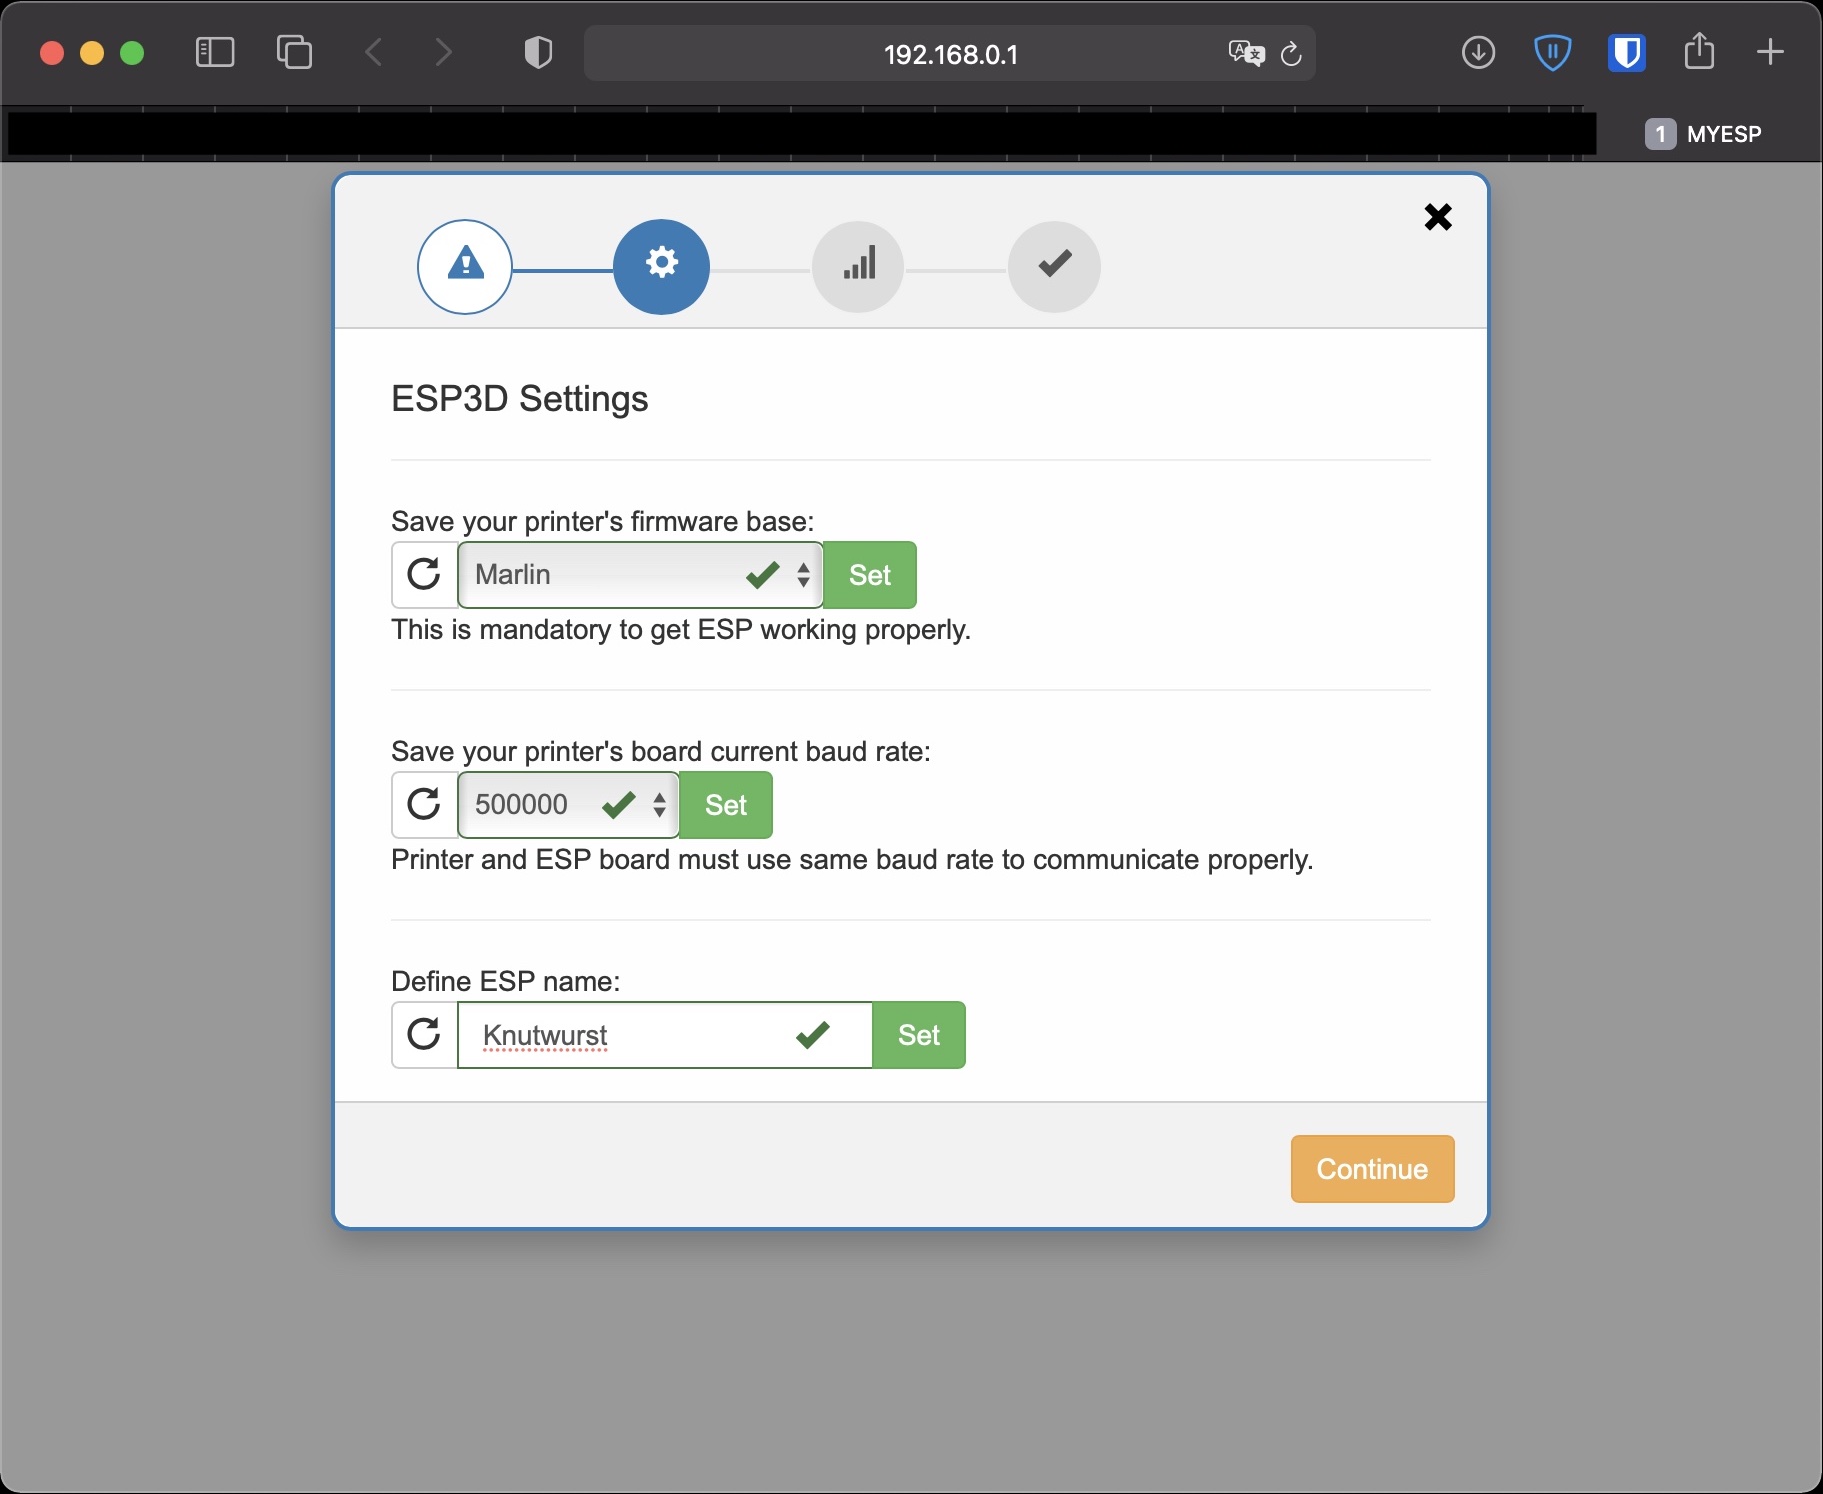 192.168.0.1
1 MYESP
ESP3D Settings
Save your printer's firmware base:
Marlin
Set
This is mandatory to get ESP working properly.
Save your printer's board current baud rate:
500000
Set
Printer and ESP board must use same baud rate to communicate properly.
Define ESP name:
Knutwurst
Set
Continue